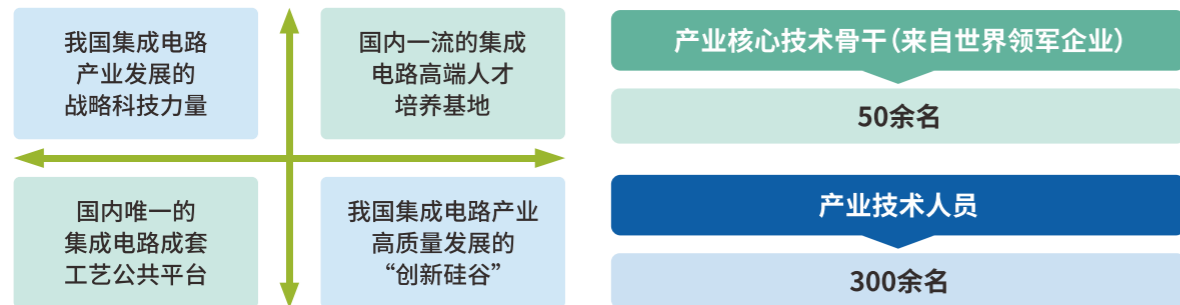 我国集成电路
产业发展的
战略科技力量
国内一流的集成
电路高端人才
培养基地
国内唯一的
集成电路成套
工艺公共平台
我国集成电路产业
高质量发展的
“创新硅谷”
产业核心技术骨干（来自世界领军企业）
50余名
产业技术人员
300余名